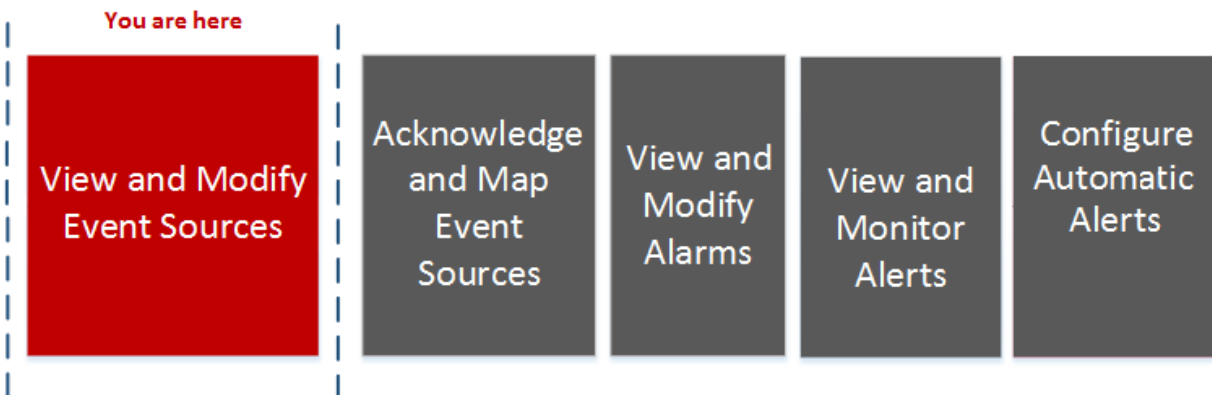 You are here
View and Modify
Event Sources
Acknowledge
and Map
Event
Sources
View and
Modify
Alarms
View and
Monitor
Alerts
Configure
Automatic
Alerts